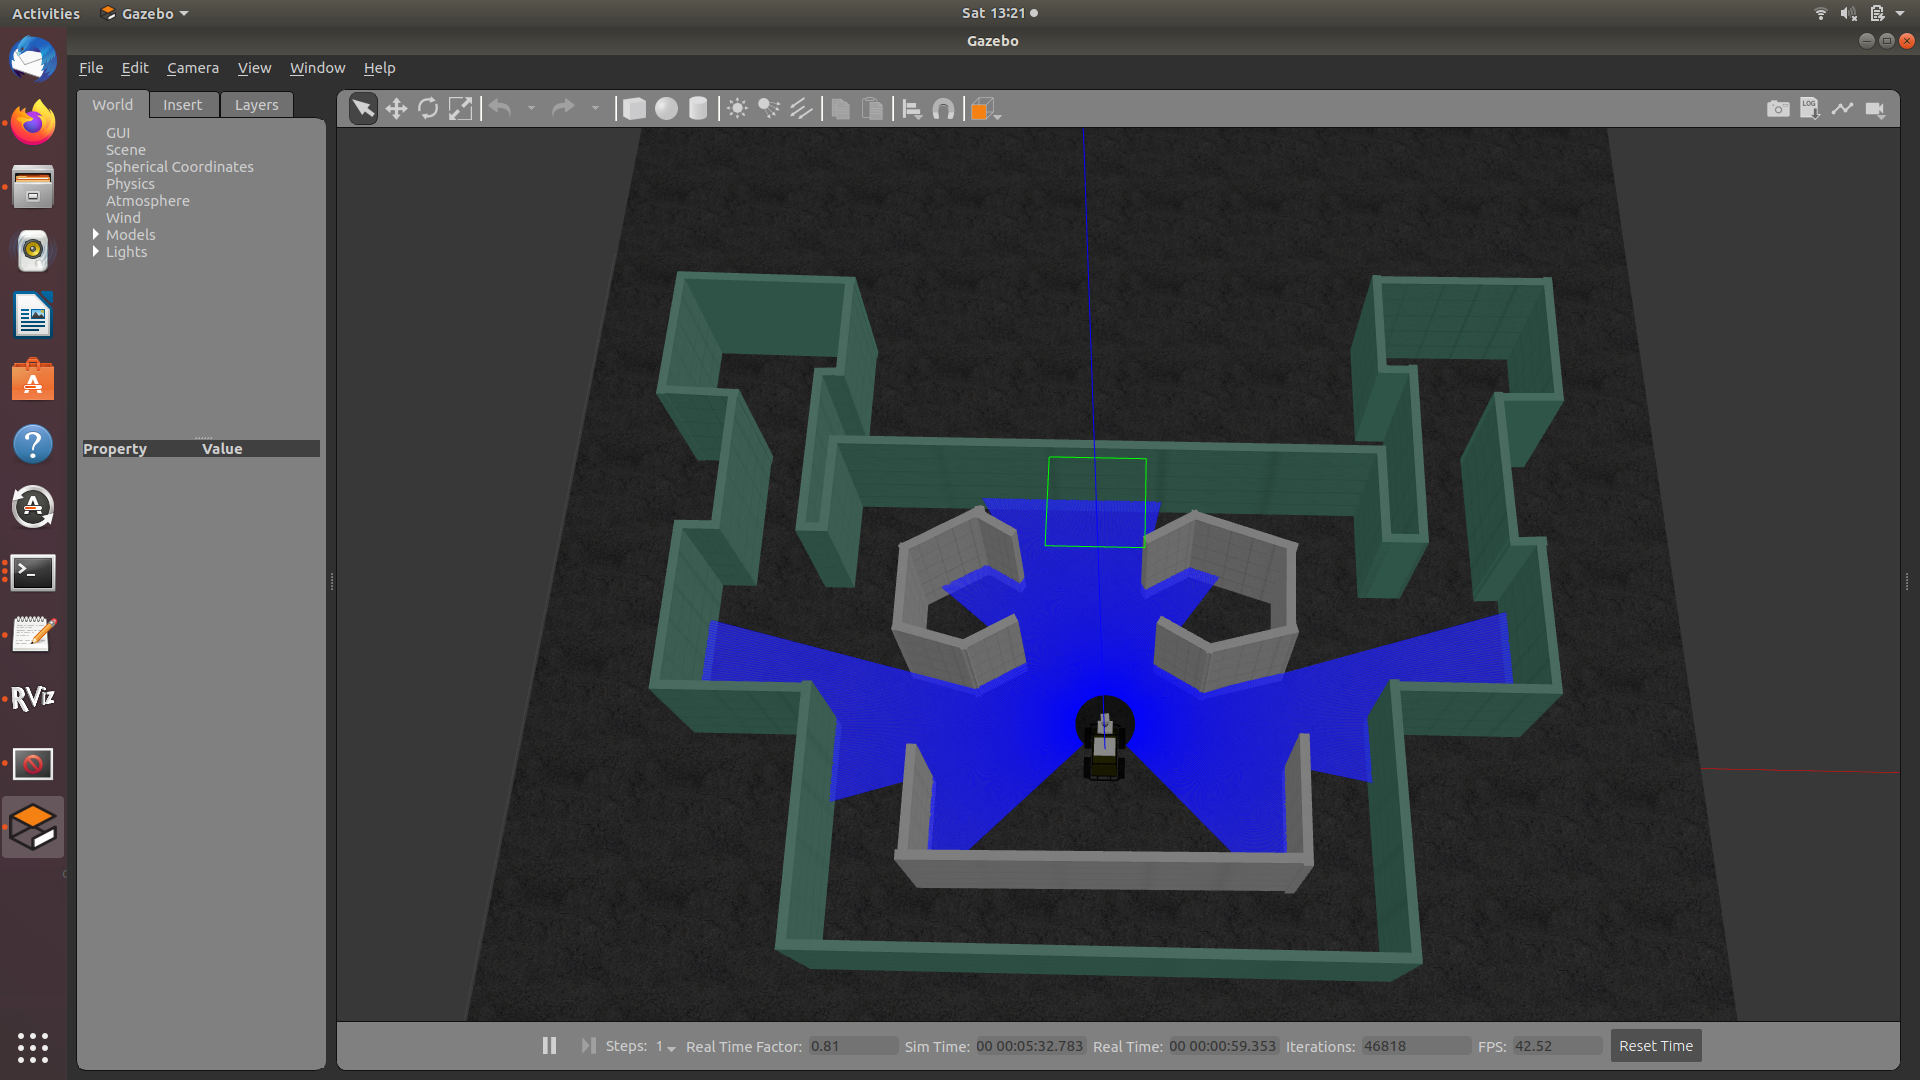 Activities Gazebo Sat 13:21
Gazebo
File Edit Camera View Window Help
World Insert Layers
GUI
Scene
Spherical Coordinates
Physics
Atmosphere
Wind
Models
Lights
Property Value
LOG
RViz
Steps: 1 Real Time Factor: 0.81 Sim Time: 00 00:05:32.783 Real Time: 00 00:00:59.353 Iterations: 46818 FPS: 42.52 Reset Time